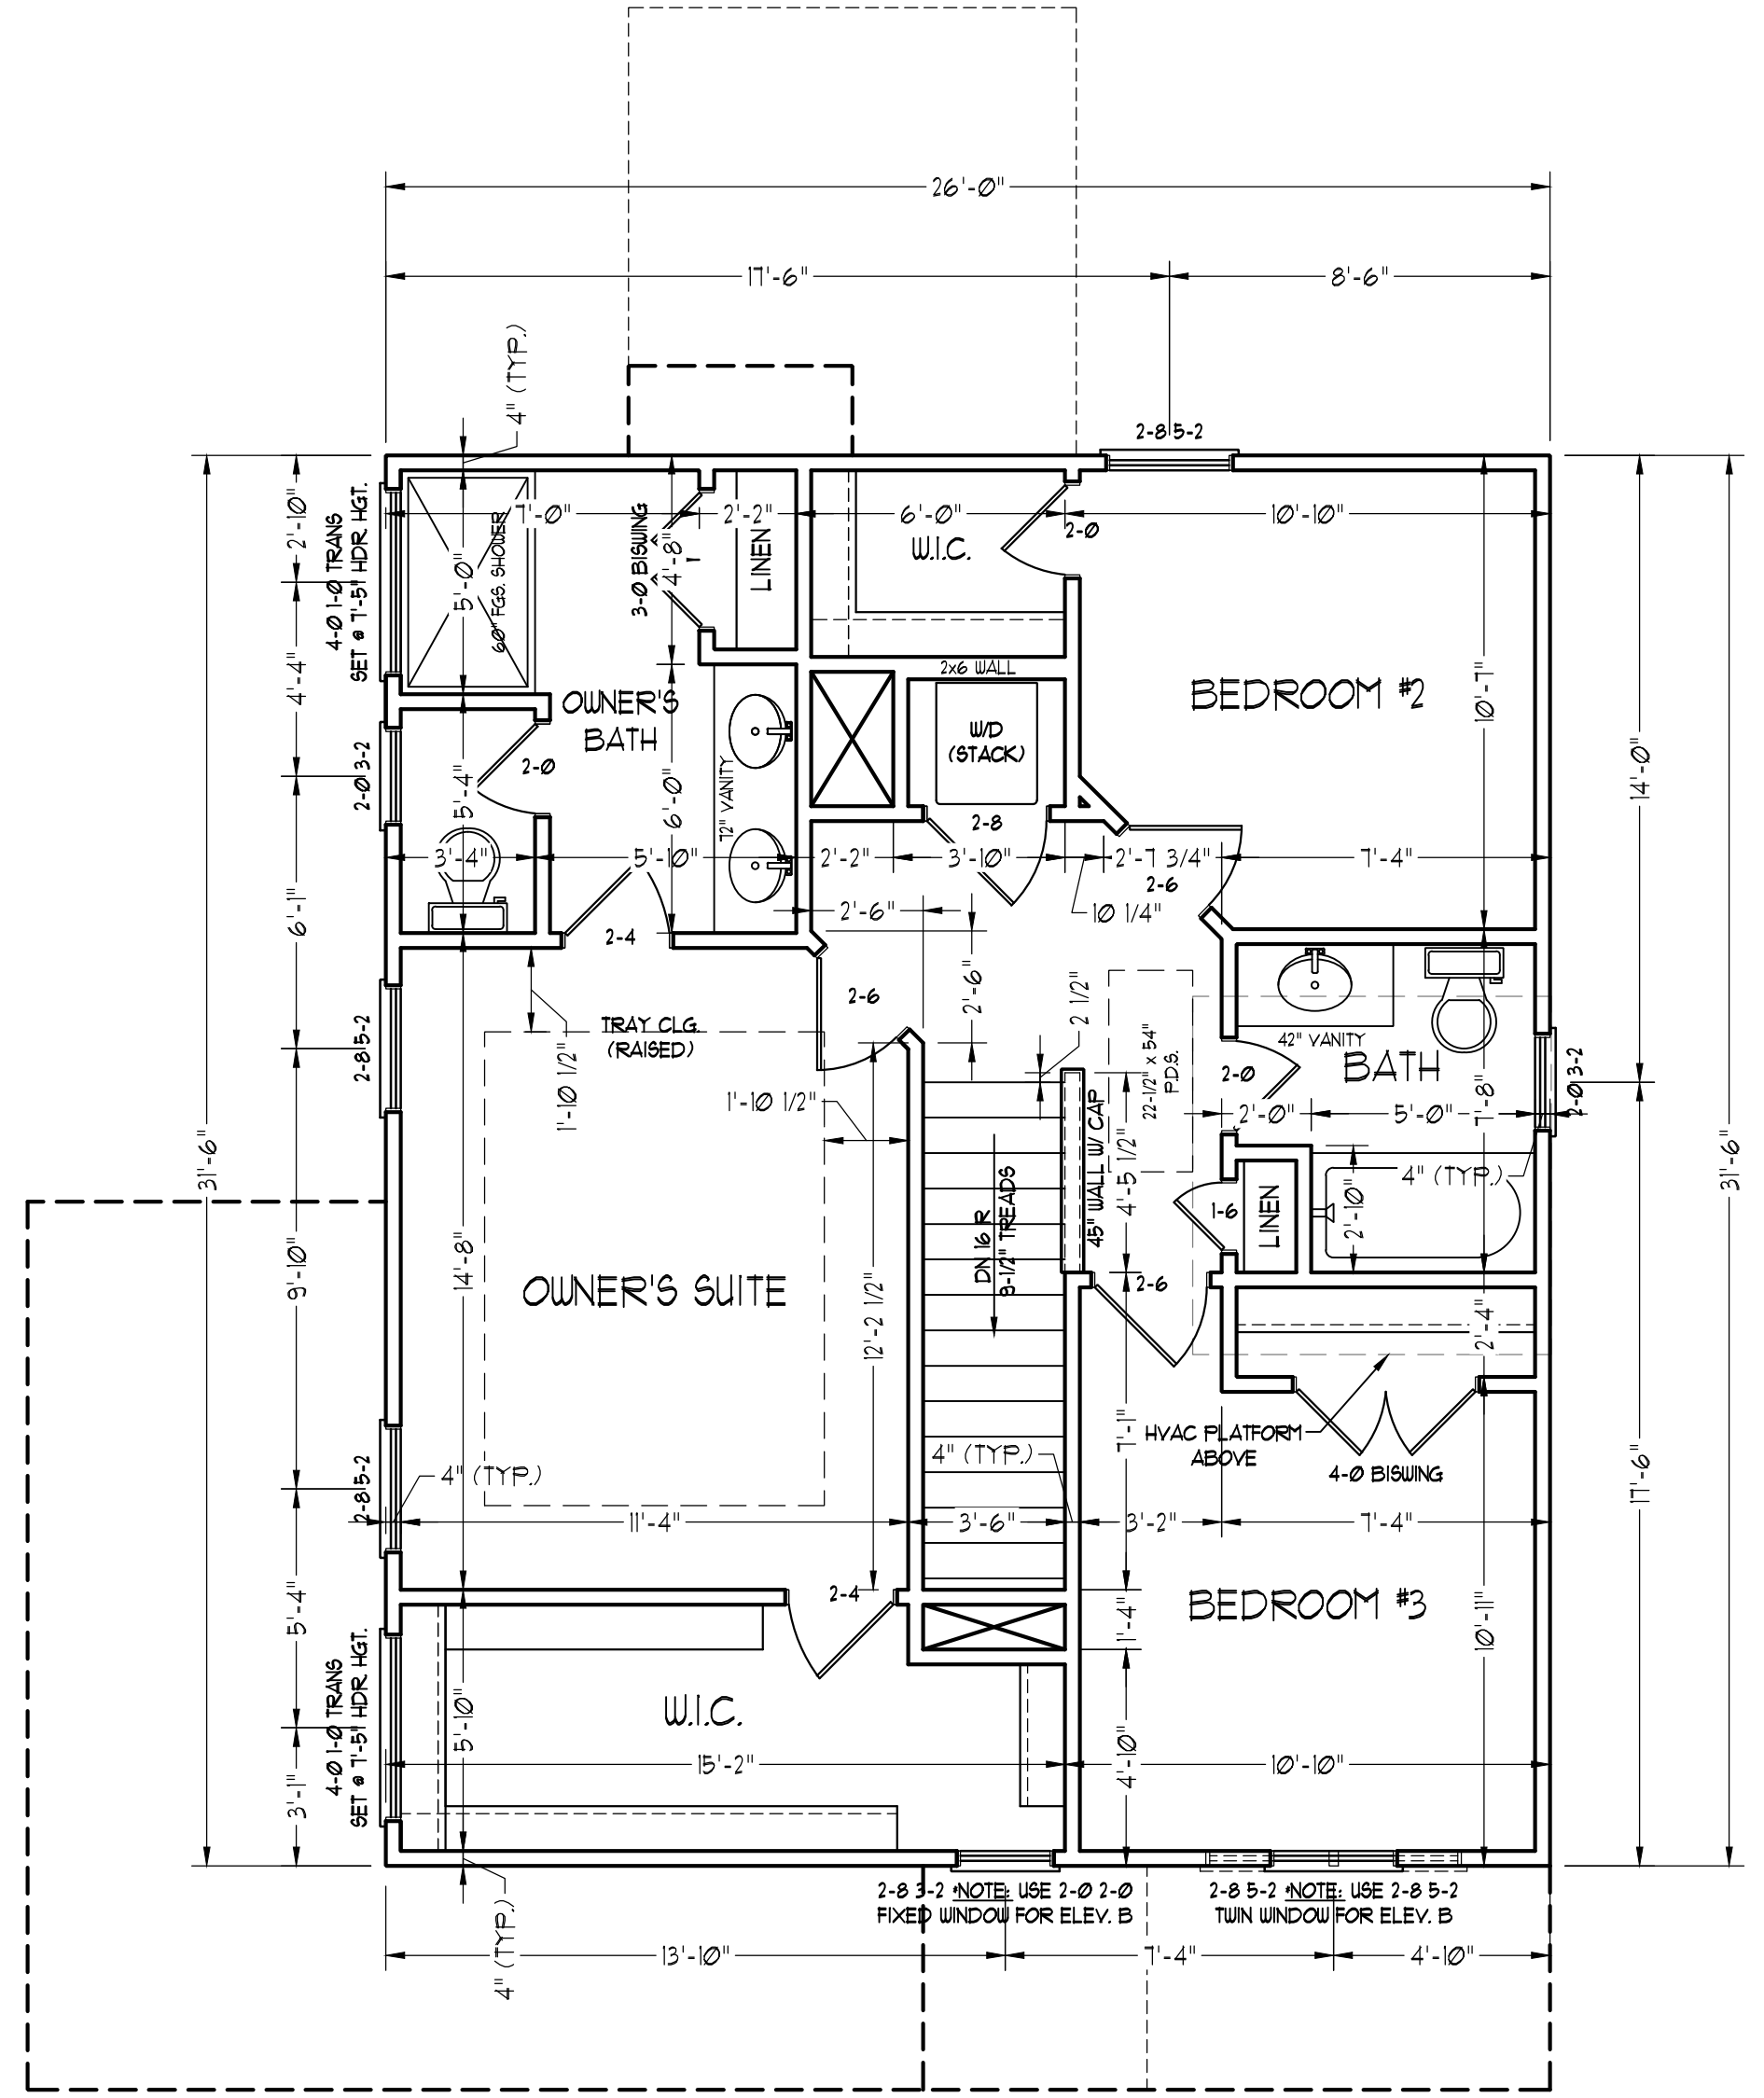 26'-0"
17'-6"
8'-6"
4" (TYP.)
2-8 5-2
2'-10"
4-0 1-0 TRANS
SET @ 7'-5" HDR HGT.
7'-0"
3-0 BISWING
2'-2"
6'-0"
2-0
10'-10"
W.I.C.
LINEN
4'-8"
5'-0"
60" FGS. SHOWER
4'-4"
2x6 WALL
OWNER'S
BATH
BEDROOM #2
10'-7"
W/D
(STACK)
2-0
2-0 3-2
5'-4"
6'-0"
72" VANITY
14'-0"
2-8
3'-4"
5'-10"
2'-2"
3'-10"
2'-7 3/4"
7'-4"
2-6
10 1/4"
2'-6"
6'-1"
2-4
2-6
2'-6"
2 1/2"
TRAY CLG.
(RAISED)
1'-10 1/2"
2-8 5-2
22-1/2" x 54"
P.D.S.
42" VANITY
BATH
2-0
2-0 3-2
7'-8"
1'-10 1/2"
2'-0"
5'-0"
31'-6"
31'-6"
45" WALL W/ CAP
4'-5 1/2"
4" (TYP.)
2'-10"
1-6
LINEN
DN 16 R
9-1/2" TREADS
9'-10"
14'-8"
OWNER'S SUITE
12'-2 1/2"
2-6
2'-4"
7'-1"
HVAC PLATFORM
ABOVE
4-0 BISWING
4" (TYP.)
4" (TYP.)
2-8 5-2
17'-6"
11'-4"
3'-6"
3'-2"
7'-4"
5'-4"
2-4
BEDROOM #3
1'-4"
10'-11"
4-0 1-0 TRANS
SET @ 7'-5" HDR HGT.
W.I.C.
5'-10"
15'-2"
4'-10"
10'-10"
3'-1"
2-8 3-2 *NOTE: USE 2-0 2-0
FIXED WINDOW FOR ELEV. B
2-8 5-2 *NOTE: USE 2-8 5-2
TWIN WINDOW FOR ELEV. B
4" (TYP.)
13'-10"
7'-4"
4'-10"